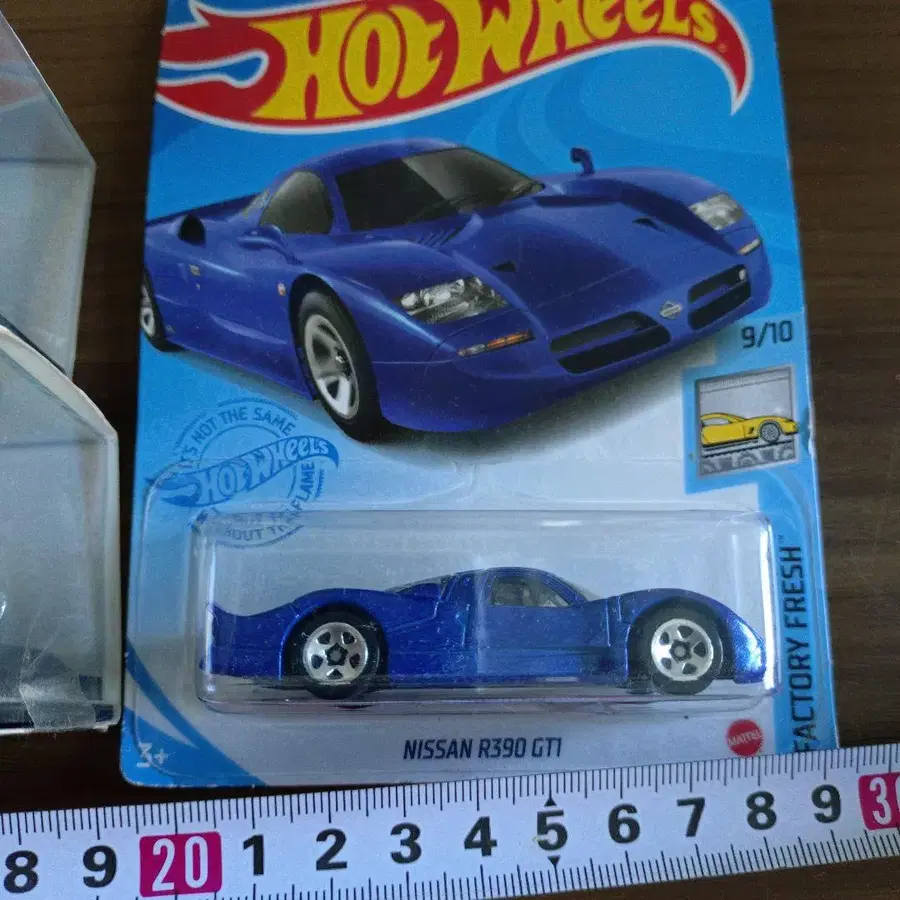 HOT WHEELS
9/10
IT'S NOT THE SAME
HOT WHEELS
WITHOUT THE FLAME
FACTORY FRESH™
NISSAN R390 GT1
MATTEL
3+
8 9 20 1 2 3 4 5 6 7 8 9 30